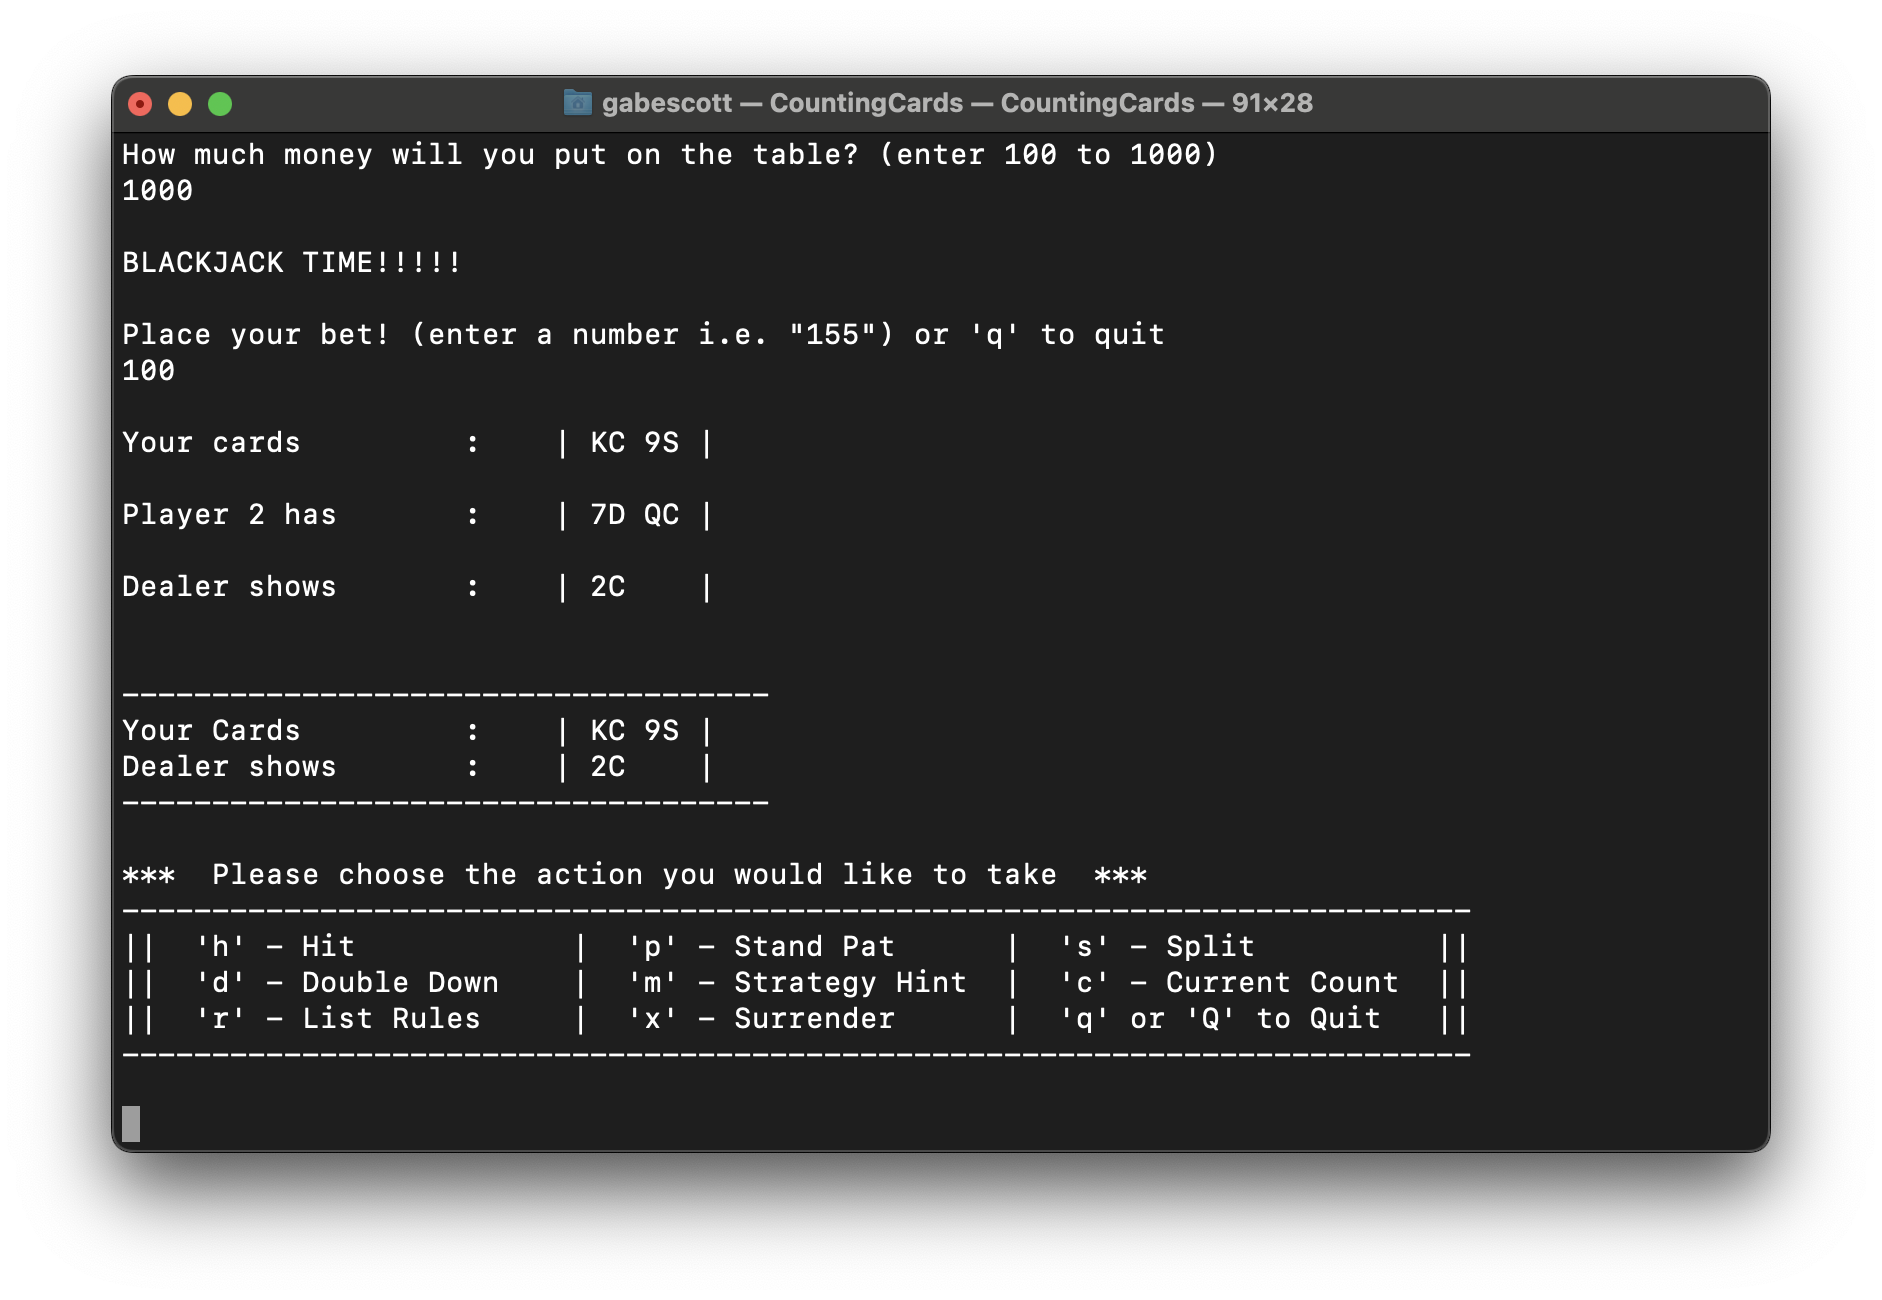 gabescott — CountingCards — CountingCards — 91×28
How much money will you put on the table? (enter 100 to 1000)
1000
BLACKJACK TIME!!!!!
Place your bet! (enter a number i.e. "155") or 'q' to quit
100
Your cards        :    | KC 9S |
Player 2 has       :    | 7D QC |
Dealer shows       :    | 2C    |
------------------------------------
Your Cards         :    | KC 9S |
Dealer shows       :    | 2C    |
------------------------------------
***  Please choose the action you would like to take  ***
---------------------------------------------------------------------------
||  'h' - Hit            |  'p' - Stand Pat      |  's' - Split          ||
||  'd' - Double Down    |  'm' - Strategy Hint  |  'c' - Current Count  ||
||  'r' - List Rules     |  'x' - Surrender      |  'q' or 'Q' to Quit   ||
---------------------------------------------------------------------------